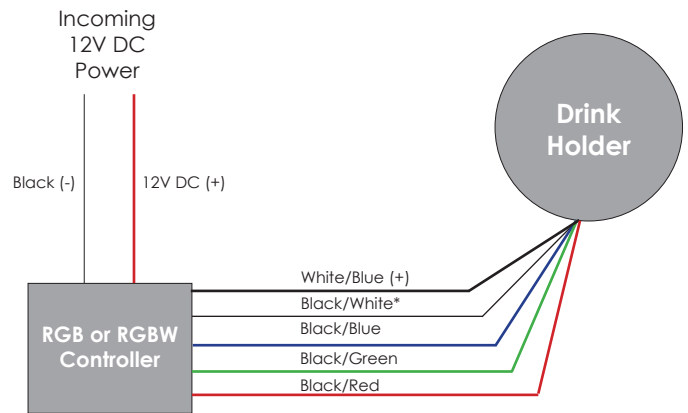 Incoming
12V DC
Power
Drink
Holder
Black (-)
12V DC (+)
White/Blue (+)
Black/White*
Black/Blue
Black/Green
Black/Red
RGB or RGBW
Controller